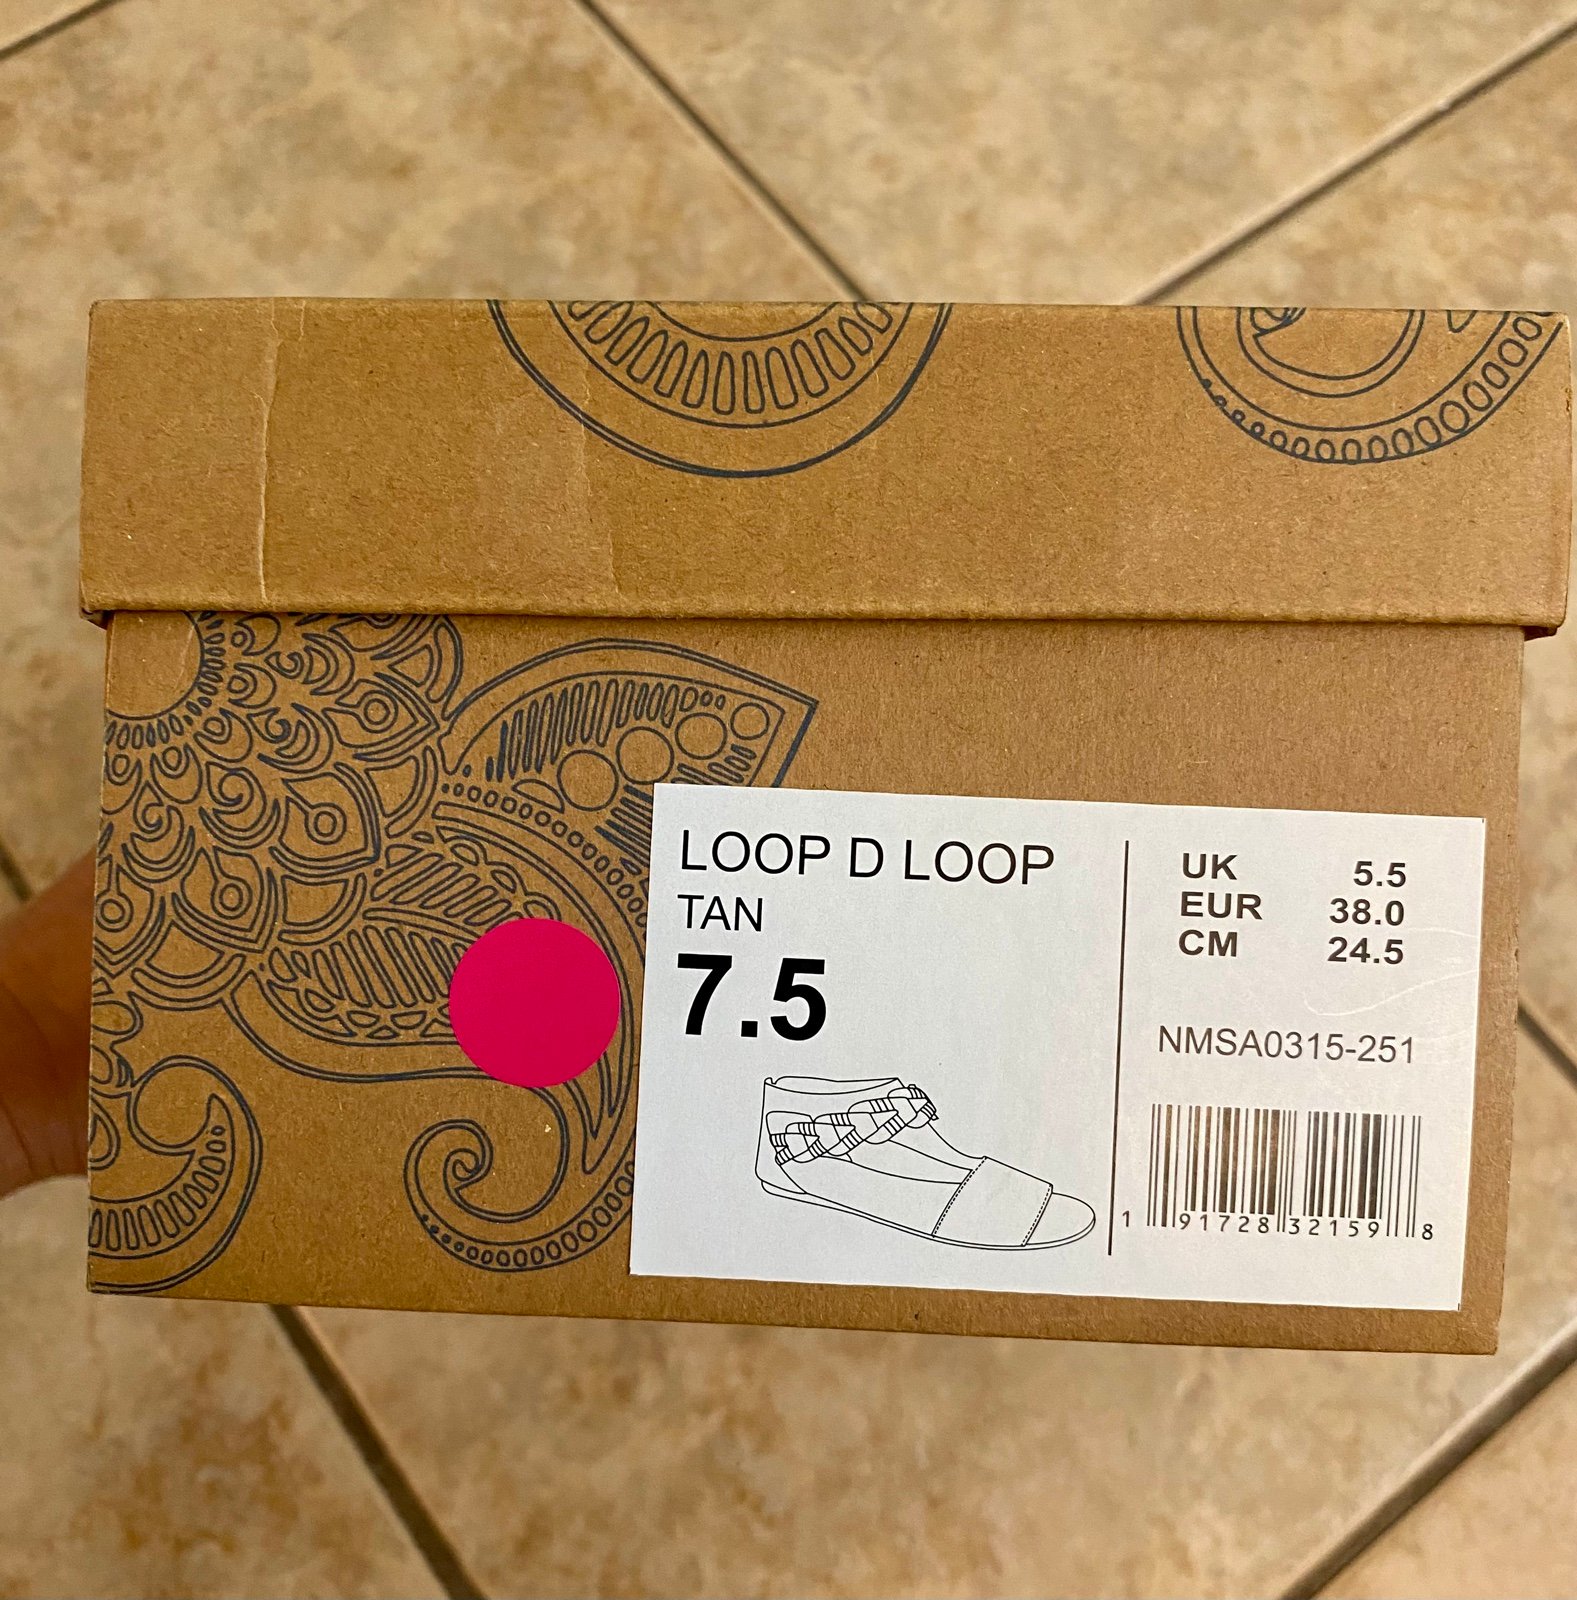 LOOP D LOOP
TAN
7.5
UK 5.5
EUR 38.0
CM 24.5
NMSA0315-251
1 91728 32159 8